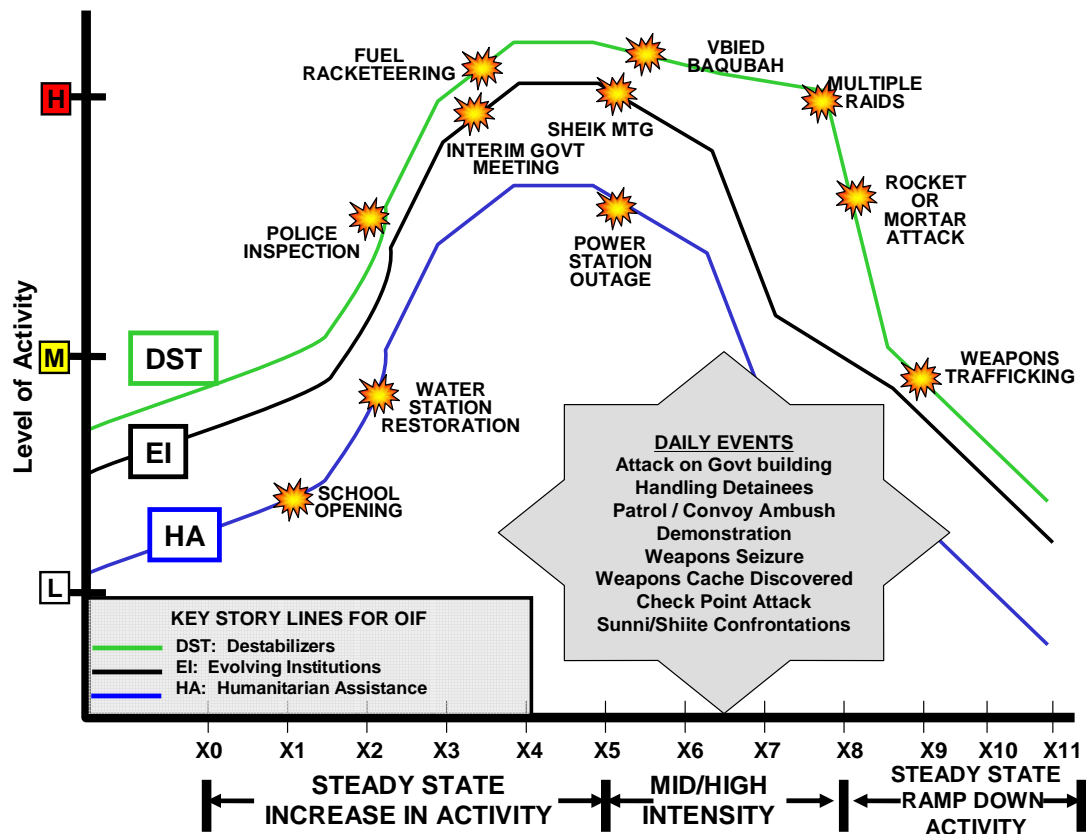 FUEL
RACKETEERING
VBIED
BAQUBAH
H
MULTIPLE
RAIDS
SHEIK MTG
INTERIM GOVT
MEETING
ROCKET
OR
MORTAR
ATTACK
POLICE
INSPECTION
POWER
STATION
OUTAGE
Level of Activity
M
DST
WEAPONS
TRAFFICKING
WATER
STATION
RESTORATION
EI
SCHOOL
OPENING
HA
L
DAILY EVENTS
Attack on Govt building
Handling Detainees
Patrol / Convoy Ambush
Demonstration
Weapons Seizure
Weapons Cache Discovered
Check Point Attack
Sunni/Shiite Confrontations
KEY STORY LINES FOR OIF
DST: Destabilizers
EI: Evolving Institutions
HA: Humanitarian Assistance
X0 X1 X2 X3 X4 X5 X6 X7 X8 X9 X10 X11
STEADY STATE
INCREASE IN ACTIVITY
MID/HIGH
INTENSITY
STEADY STATE
RAMP DOWN
ACTIVITY